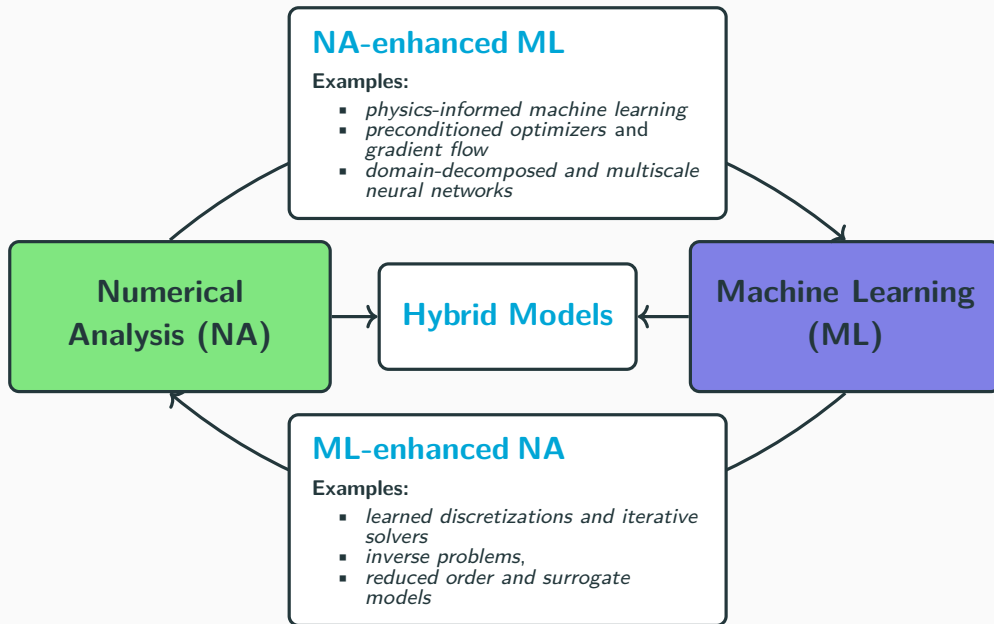 NA-enhanced ML
Examples:
▪ physics-informed machine learning
▪ preconditioned optimizers and
gradient flow
▪ domain-decomposed and multiscale
neural networks
Numerical
Analysis (NA)
Hybrid Models
Machine Learning
(ML)
ML-enhanced NA
Examples:
▪ learned discretizations and iterative
solvers
▪ inverse problems,
▪ reduced order and surrogate
models